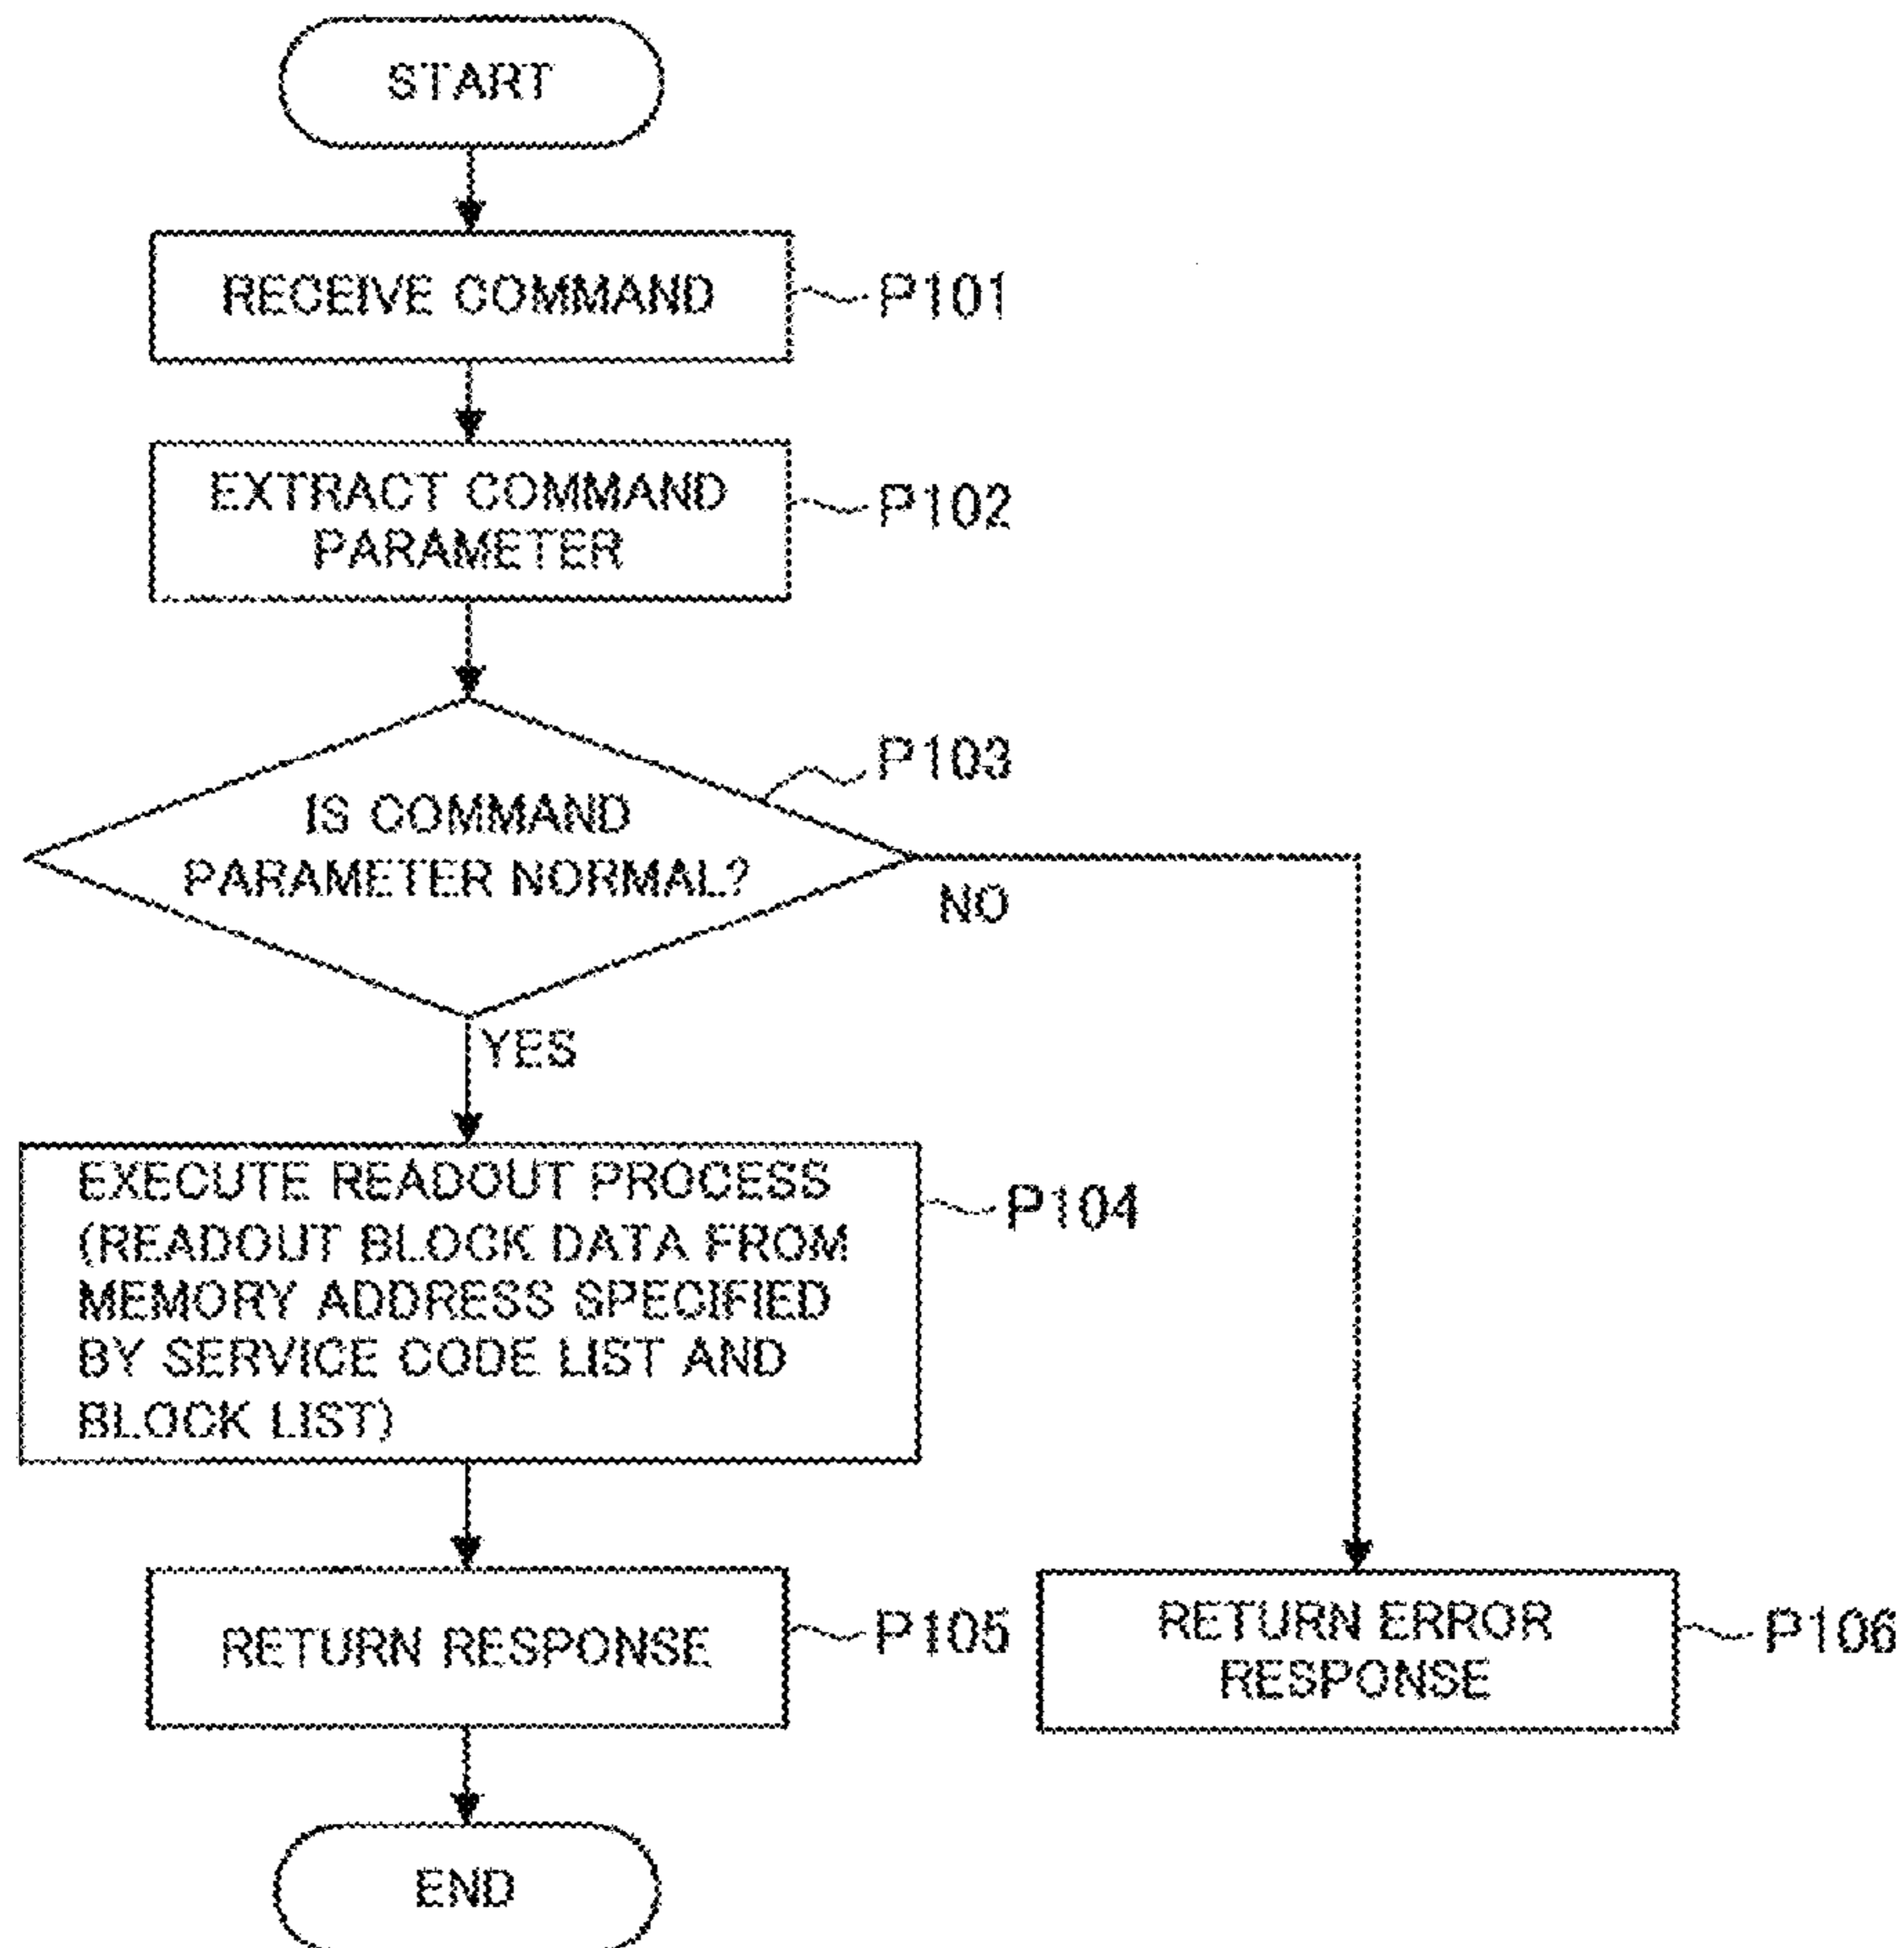 START
RECEIVE COMMAND
P101
EXTRACT COMMAND
PARAMETER
P102
P103
IS COMMAND
PARAMETER NORMAL?
NO
YES
EXECUTE READOUT PROCESS
(READOUT BLOCK DATA FROM
MEMORY ADDRESS SPECIFIED
BY SERVICE CODE LIST AND
BLOCK LIST)
P104
RETURN RESPONSE
P105
RETURN ERROR
RESPONSE
P106
END